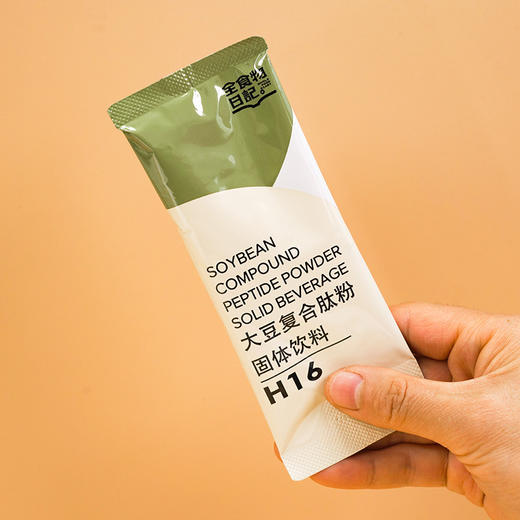 全食物
日記
SOYBEAN
COMPOUND
PEPTIDE POWDER
SOLID BEVERAGE
大豆复合肽粉
固体饮料
H16